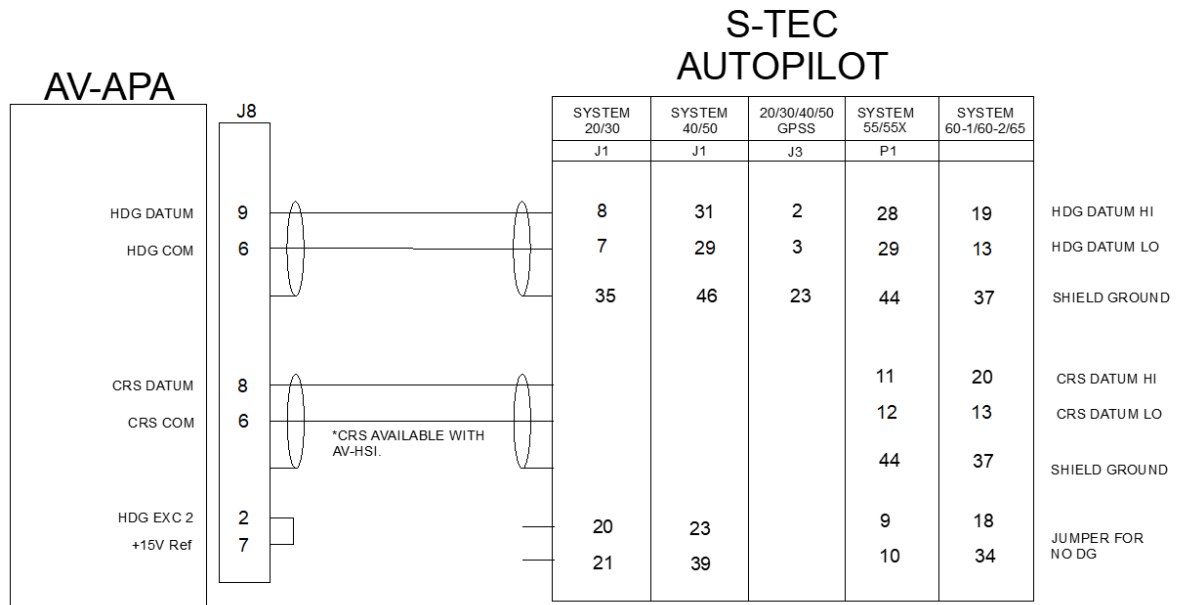 S-TEC
AUTOPILOT
AV-APA
J8
SYSTEM 20/30
SYSTEM 40/50
20/30/40/50 GPSS
SYSTEM 55/55X
SYSTEM 60-1/60-2/65
J1 J1 J3 P1
HDG DATUM 9 8 31 2 28 19 HDG DATUM HI
HDG COM 6 7 29 3 29 13 HDG DATUM LO
35 46 23 44 37 SHIELD GROUND
CRS DATUM 8 11 20 CRS DATUM HI
CRS COM 6 12 13 CRS DATUM LO
*CRS AVAILABLE WITH
AV-HSI.
44 37 SHIELD GROUND
HDG EXC 2 2 20 23 9 18
+15V Ref 7 21 39 10 34
JUMPER FOR
NO DG